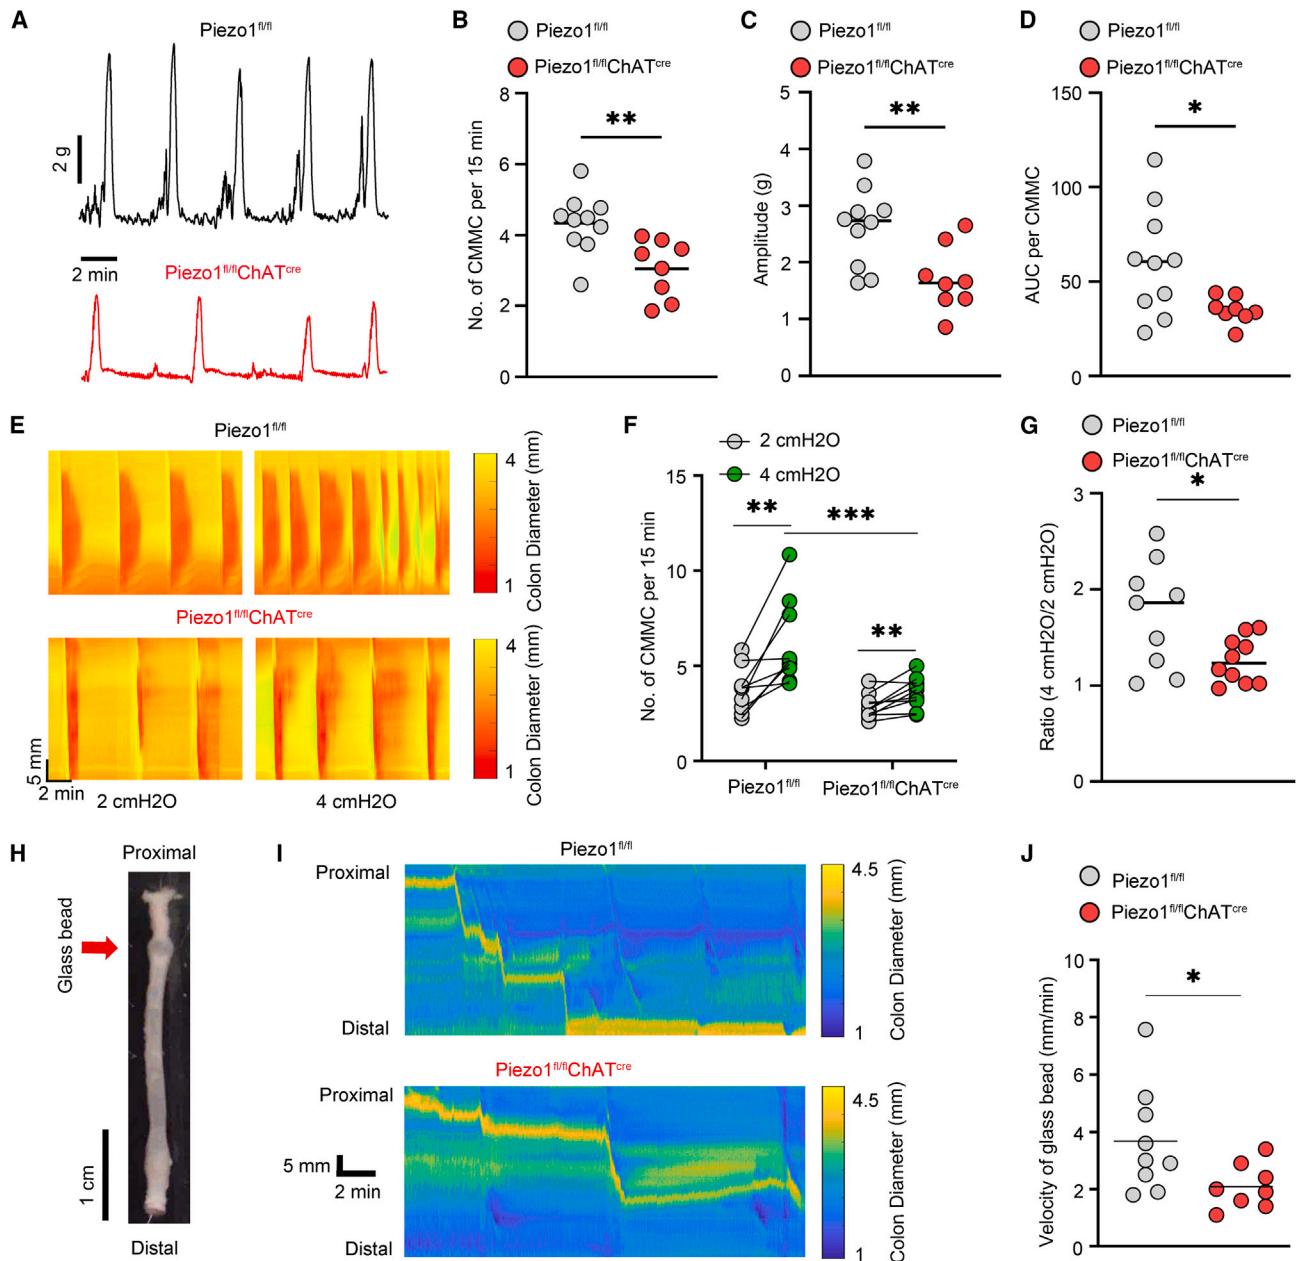 A
Piezo1fl/fl
2 g
2 min
Piezo1fl/flChATcre
B
Piezo1fl/fl
Piezo1fl/flChATcre
No. of CMMC per 15 min
8
6
4
2
0
**
C
Piezo1fl/fl
Piezo1fl/flChATcre
Amplitude (g)
5
4
3
2
1
0
**
D
Piezo1fl/fl
Piezo1fl/flChATcre
AUC per CMMC
150
100
50
0
*
E
Piezo1fl/fl
4
1
Colon Diameter (mm)
Piezo1fl/flChATcre
4
1
Colon Diameter (mm)
5 mm
2 min
2 cmH2O
4 cmH2O
F
2 cmH2O
4 cmH2O
No. of CMMC per 15 min
15
10
5
0
**
***
**
Piezo1fl/fl
Piezo1fl/flChATcre
G
Piezo1fl/fl
Piezo1fl/flChATcre
Ratio (4 cmH2O/2 cmH2O)
3
2
1
0
*
H
Proximal
Glass bead
1 cm
Distal
I
Piezo1fl/fl
Proximal
Distal
4.5
1
Colon Diameter (mm)
Piezo1fl/flChATcre
Proximal
5 mm
2 min
Distal
4.5
1
Colon Diameter (mm)
J
Piezo1fl/fl
Piezo1fl/flChATcre
Velocity of glass bead (mm/min)
10
8
6
4
2
0
*